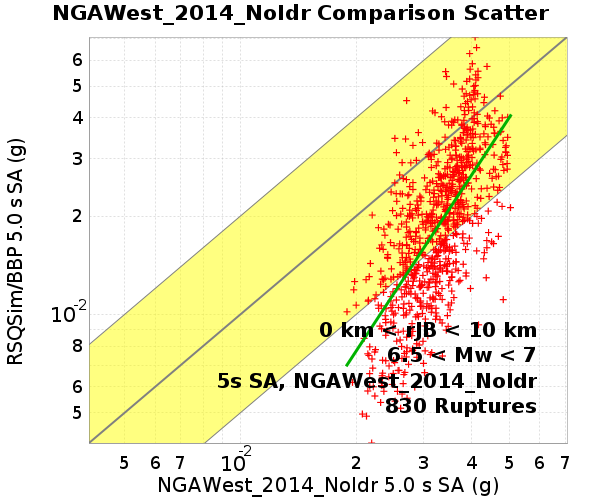 NGAWest_2014_NoIdr Comparison Scatter
RSQSim/BBP 5.0 s SA (g)
6
5
4
3
2
10-2
8
6
5
0 km < rJB < 10 km
6.5 < Mw < 7
5s SA, NGAWest_2014_NoIdr
830 Ruptures
5 6 7 10-2 2 3 4 5 6 7
NGAWest_2014_NoIdr 5.0 s SA (g)